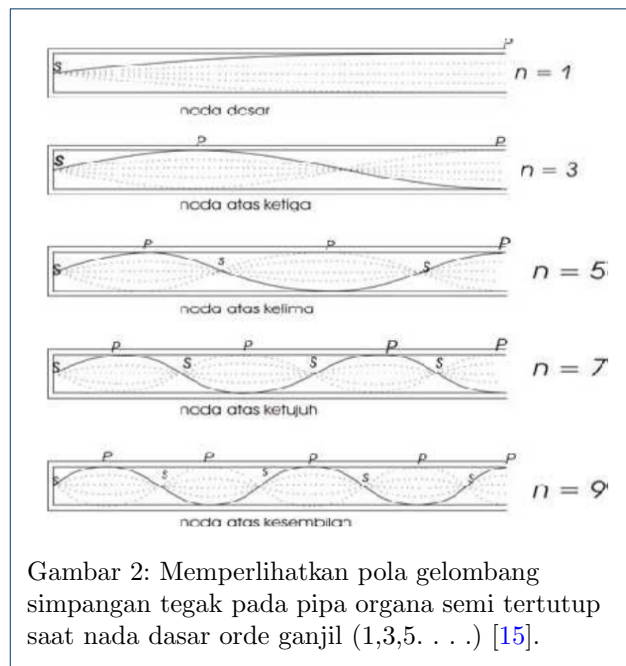 P
S
n = 1
nada dasar
P P
S
n = 3
nada atas ketiga
P P P
S s S
n = 5
nada atas kelima
P P P P
S S S S
n = 7
nada atas ketujuh
P P P P P
S s s s s
n = 9
nada atas kesembilan
Gambar 2: Memperlihatkan pola gelombang
simpangan tegak pada pipa organa semi tertutup
saat nada dasar orde ganjil (1,3,5. . . .) [15].